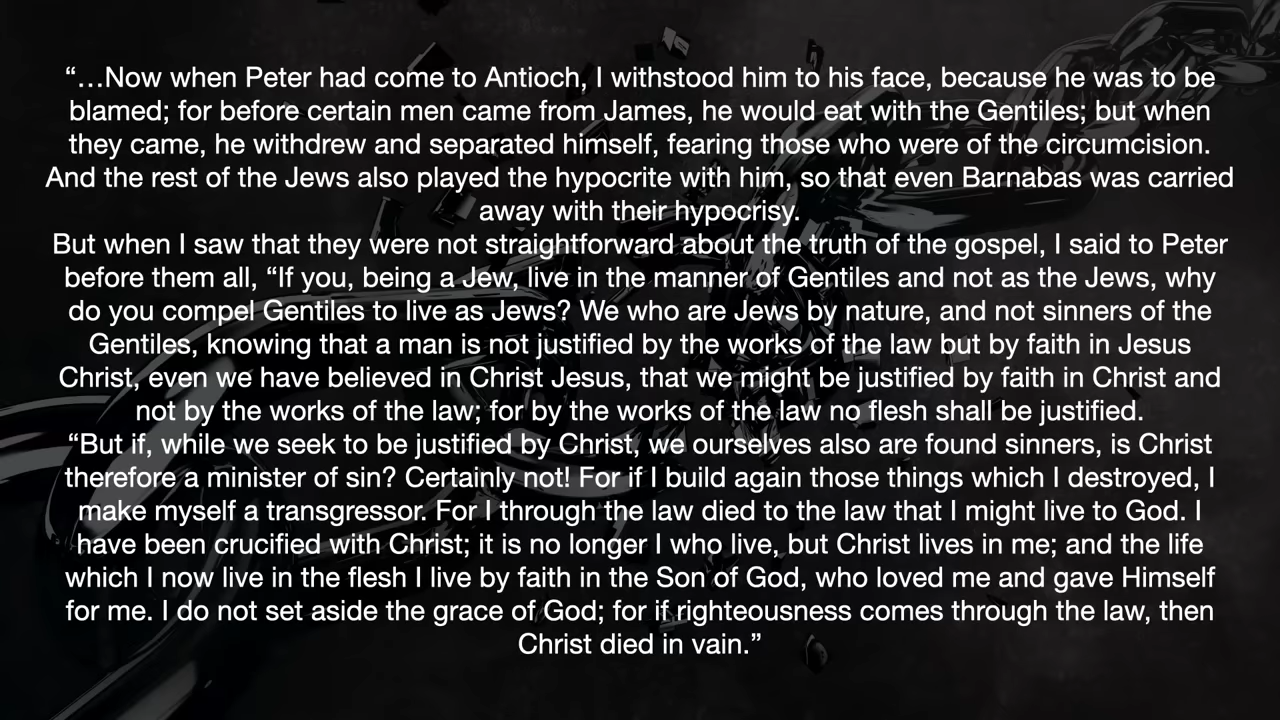 “…Now when Peter had come to Antioch, I withstood him to his face, because he was to be
blamed; for before certain men came from James, he would eat with the Gentiles; but when
they came, he withdrew and separated himself, fearing those who were of the circumcision.
And the rest of the Jews also played the hypocrite with him, so that even Barnabas was carried
away with their hypocrisy.
But when I saw that they were not straightforward about the truth of the gospel, I said to Peter
before them all, “If you, being a Jew, live in the manner of Gentiles and not as the Jews, why
do you compel Gentiles to live as Jews? We who are Jews by nature, and not sinners of the
Gentiles, knowing that a man is not justified by the works of the law but by faith in Jesus
Christ, even we have believed in Christ Jesus, that we might be justified by faith in Christ and
not by the works of the law; for by the works of the law no flesh shall be justified.
“But if, while we seek to be justified by Christ, we ourselves also are found sinners, is Christ
therefore a minister of sin? Certainly not! For if I build again those things which I destroyed, I
make myself a transgressor. For I through the law died to the law that I might live to God. I
have been crucified with Christ; it is no longer I who live, but Christ lives in me; and the life
which I now live in the flesh I live by faith in the Son of God, who loved me and gave Himself
for me. I do not set aside the grace of God; for if righteousness comes through the law, then
Christ died in vain.”